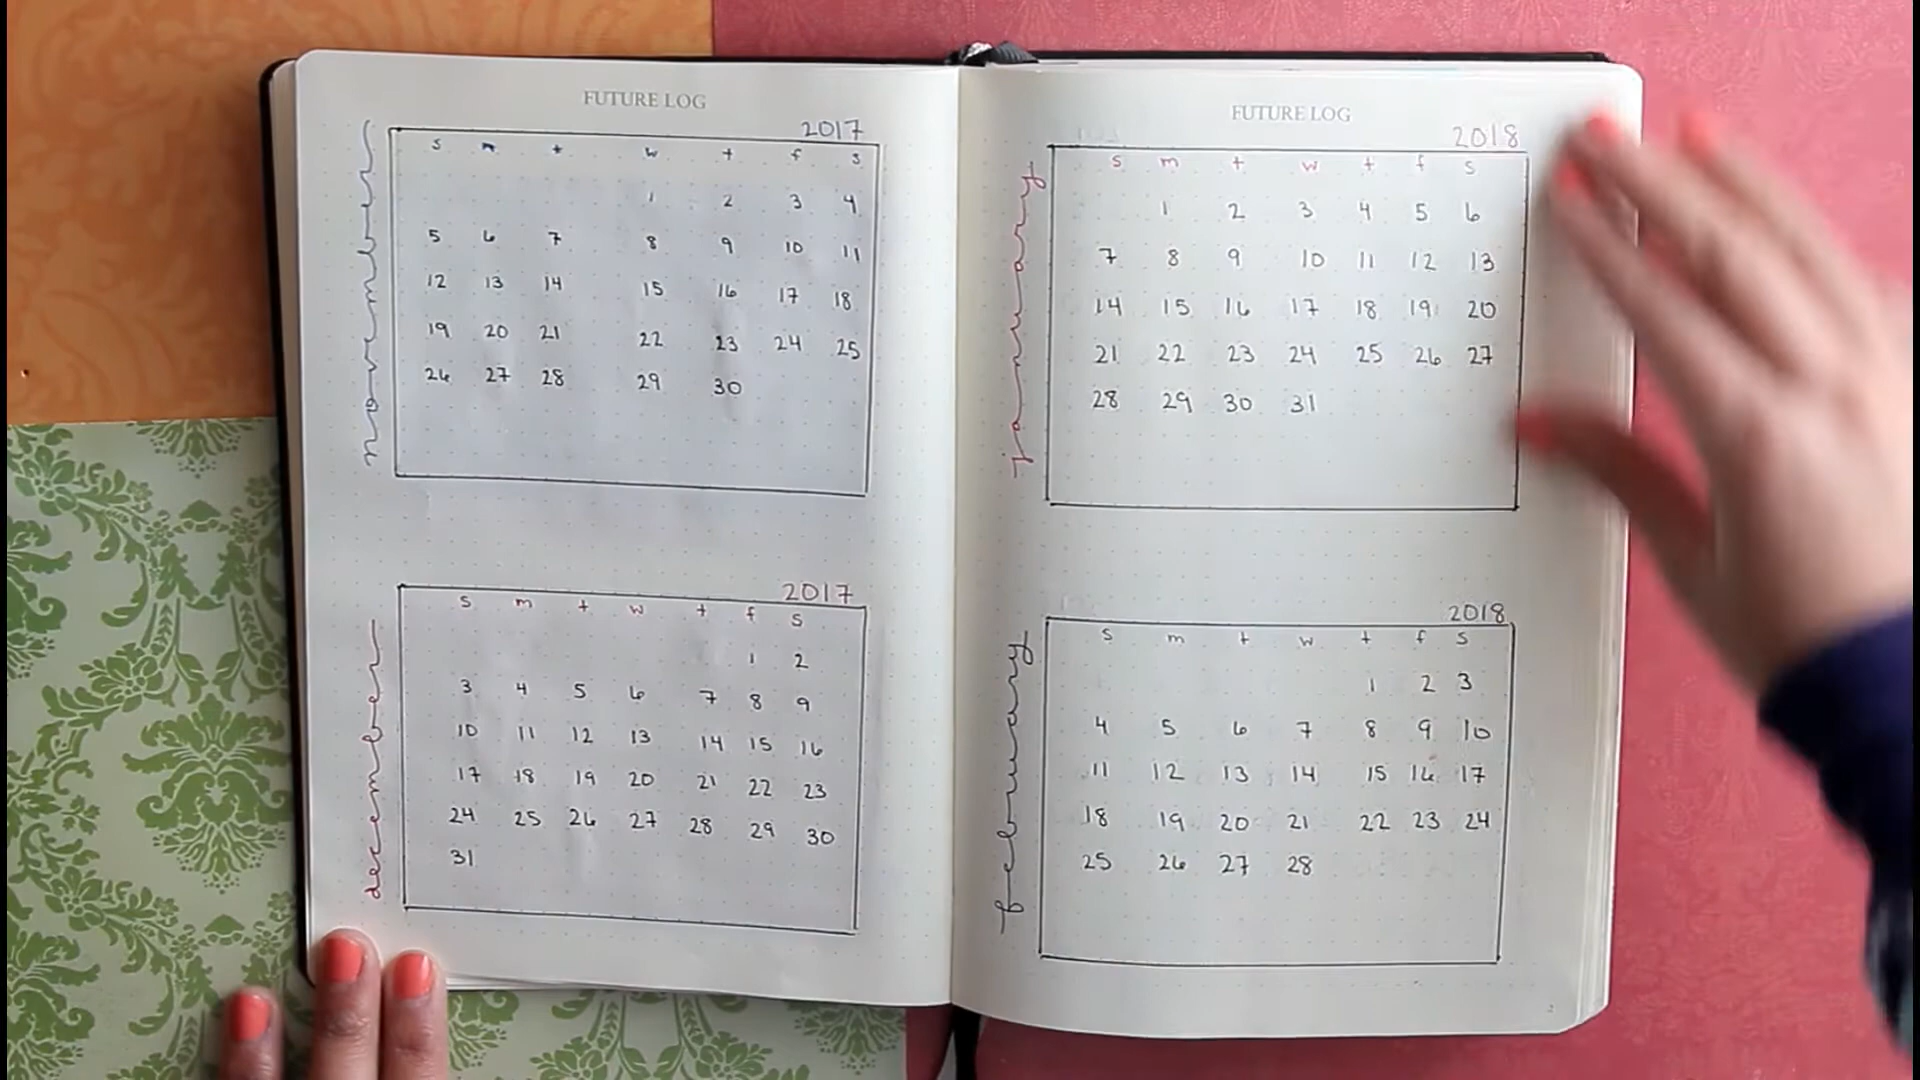 FUTURE LOG
2017
november
s m t w t f s
1 2 3 4
5 6 7 8 9 10 11
12 13 14 15 16 17 18
19 20 21 22 23 24 25
26 27 28 29 30
2017
december
s m t w t f s
1 2
3 4 5 6 7 8 9
10 11 12 13 14 15 16
17 18 19 20 21 22 23
24 25 26 27 28 29 30
31
FUTURE LOG
2018
january
s m t w t f s
1 2 3 4 5 6
7 8 9 10 11 12 13
14 15 16 17 18 19 20
21 22 23 24 25 26 27
28 29 30 31
2018
february
s m t w t f s
1 2 3
4 5 6 7 8 9 10
11 12 13 14 15 16 17
18 19 20 21 22 23 24
25 26 27 28
2